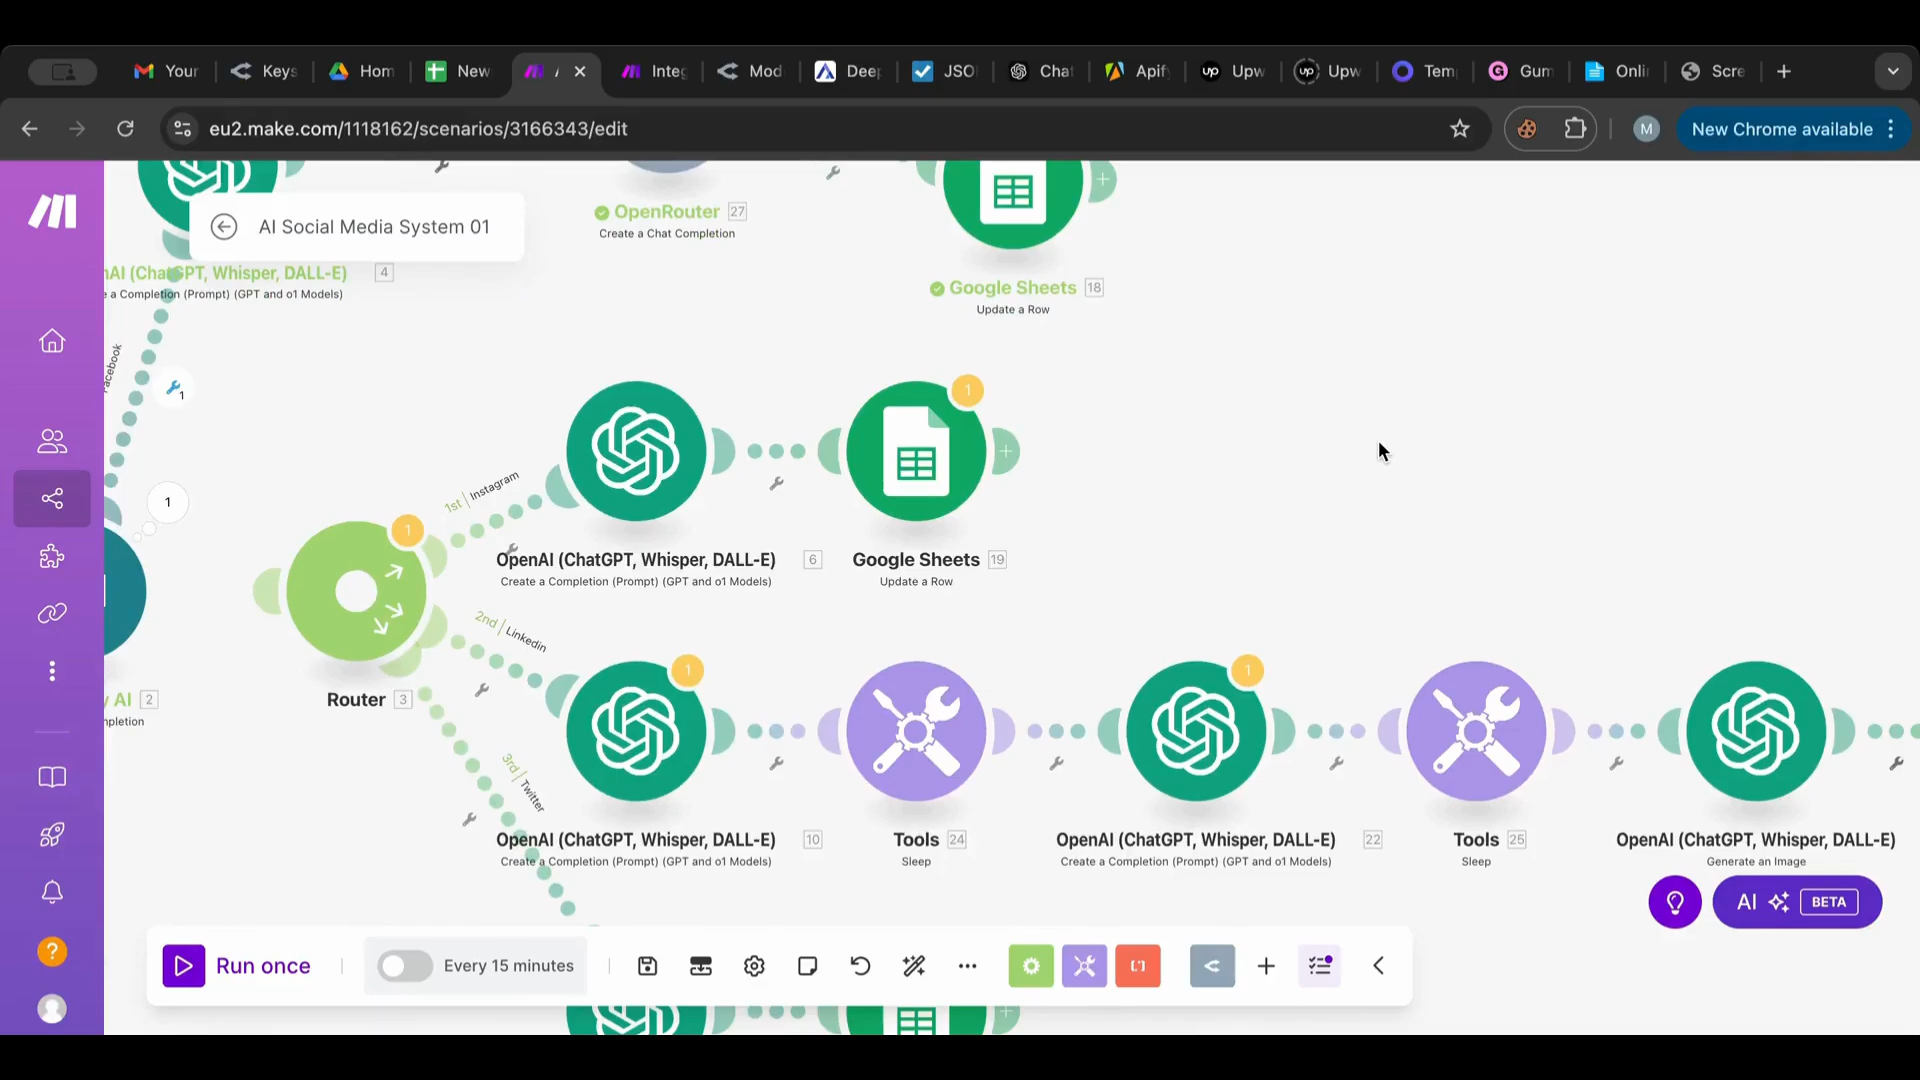 Your
Keys
Hom
New
/
Integ
Mod
Deep
JSO
Chat
Apify
Upw
Upw
Temp
Gum
Onli
Scre
eu2.make.com/1118162/scenarios/3166343/edit
M
New Chrome available
AI Social Media System 01
OpenRouter 27
Create a Chat Completion
Google Sheets 18
Update a Row
AI (ChatGPT, Whisper, DALL-E) 4
a Completion (Prompt) (GPT and o1 Models)
acebook
1
1
1st | Instagram
1
OpenAI (ChatGPT, Whisper, DALL-E) 6
Create a Completion (Prompt) (GPT and o1 Models)
Google Sheets 19
Update a Row
1
Router 3
AI 2
mpletion
2nd | Linkedin
3rd | Twitter
1
OpenAI (ChatGPT, Whisper, DALL-E) 10
Create a Completion (Prompt) (GPT and o1 Models)
Tools 24
Sleep
1
OpenAI (ChatGPT, Whisper, DALL-E) 22
Create a Completion (Prompt) (GPT and o1 Models)
Tools 25
Sleep
OpenAI (ChatGPT, Whisper, DALL-E)
Generate an Image
AI BETA
Run once
Every 15 minutes